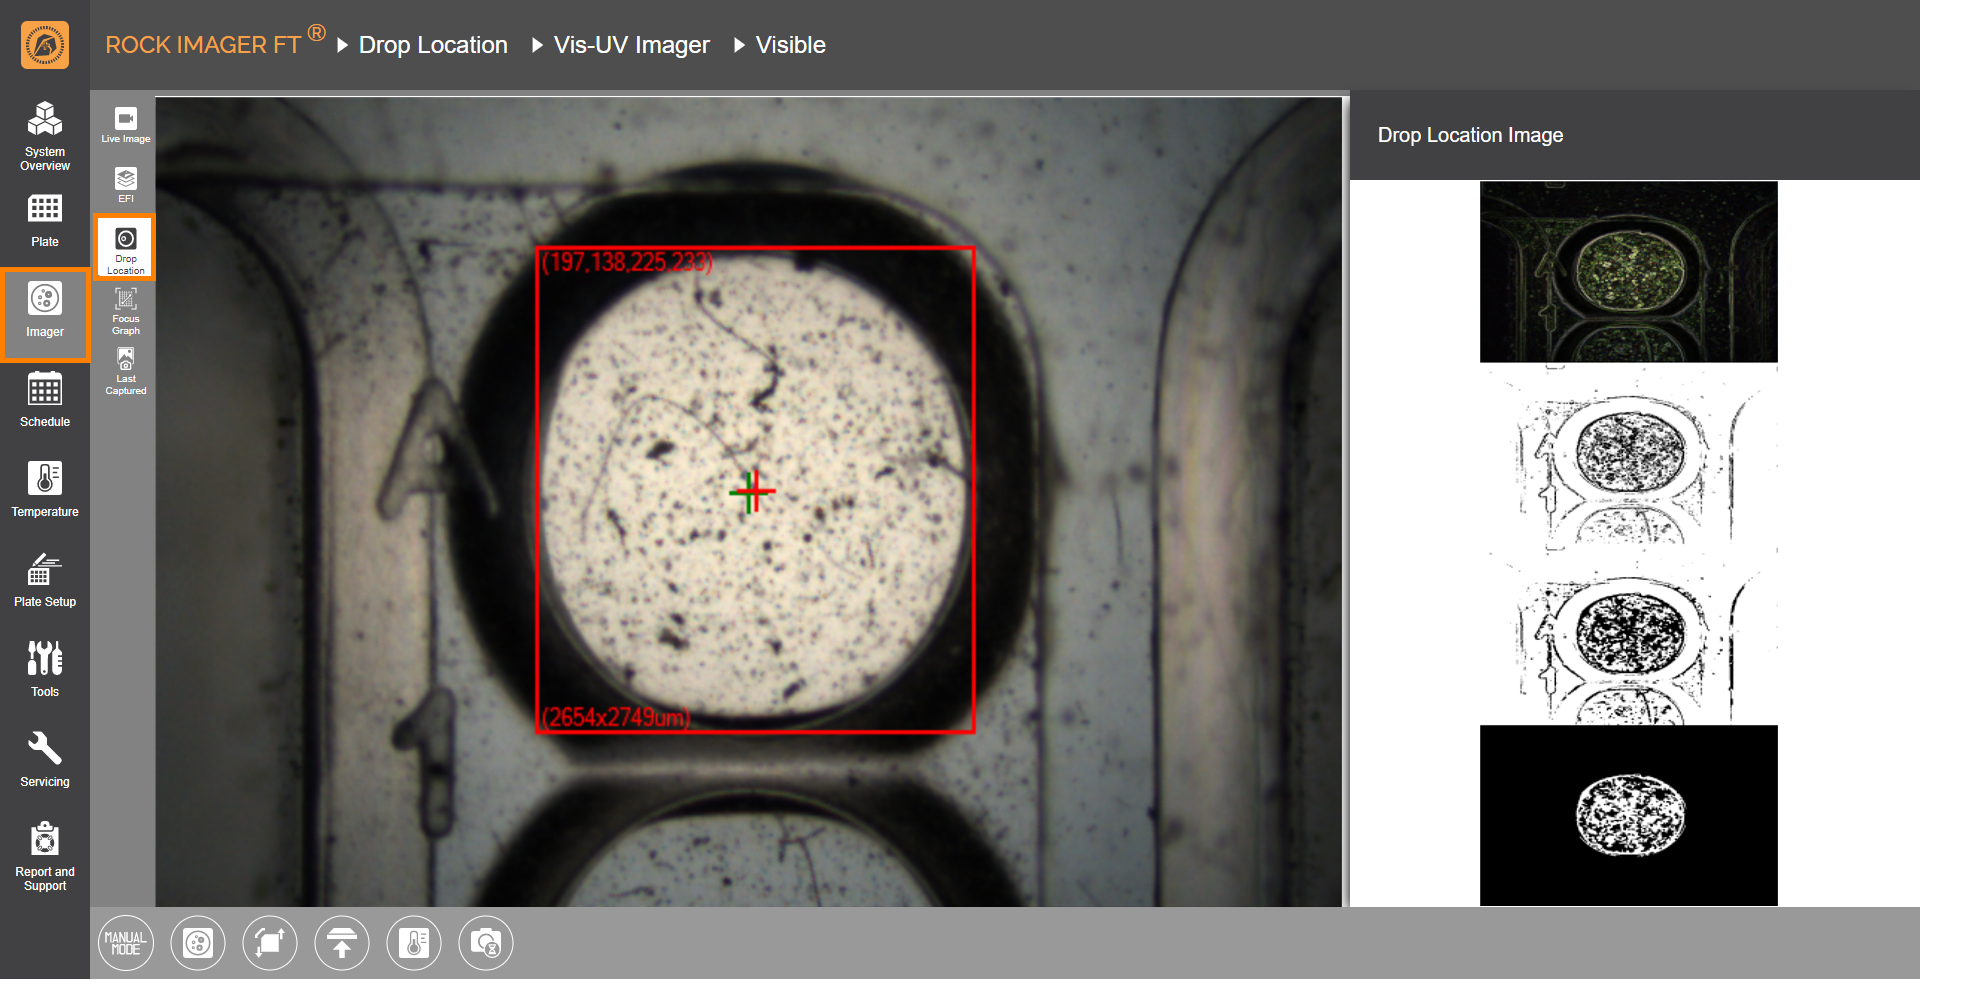 ROCK IMAGER FT ® Drop Location Vis-UV Imager Visible
System
Overview
Plate
Imager
Schedule
Temperature
Plate Setup
Tools
Servicing
Report and
Support
Live Image
EFI
Drop
Location
Focus
Graph
Last
Captured
(197,138,225,233)
(2654x2749um)
A
1
Drop Location Image
MANUAL
MODE